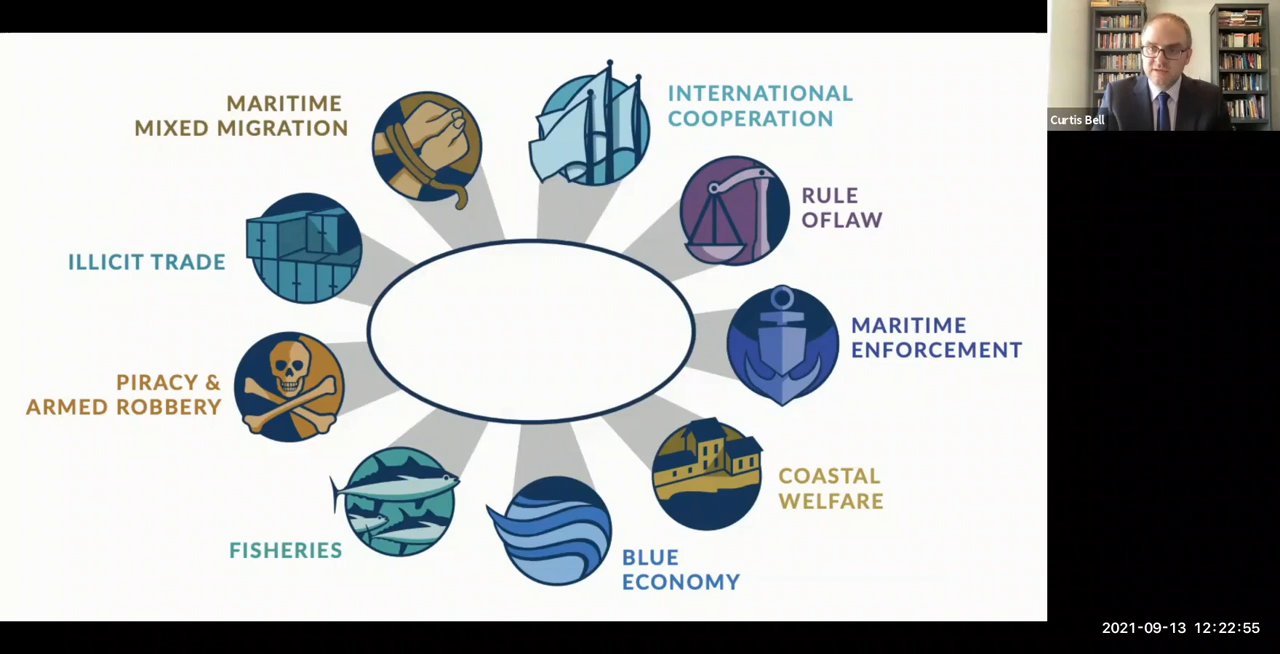 MARITIME
MIXED MIGRATION
INTERNATIONAL
COOPERATION
RULE
OFLAW
ILLICIT TRADE
MARITIME
ENFORCEMENT
PIRACY &
ARMED ROBBERY
COASTAL
WELFARE
FISHERIES
BLUE
ECONOMY
Curtis Bell
2021-09-13 12:22:55